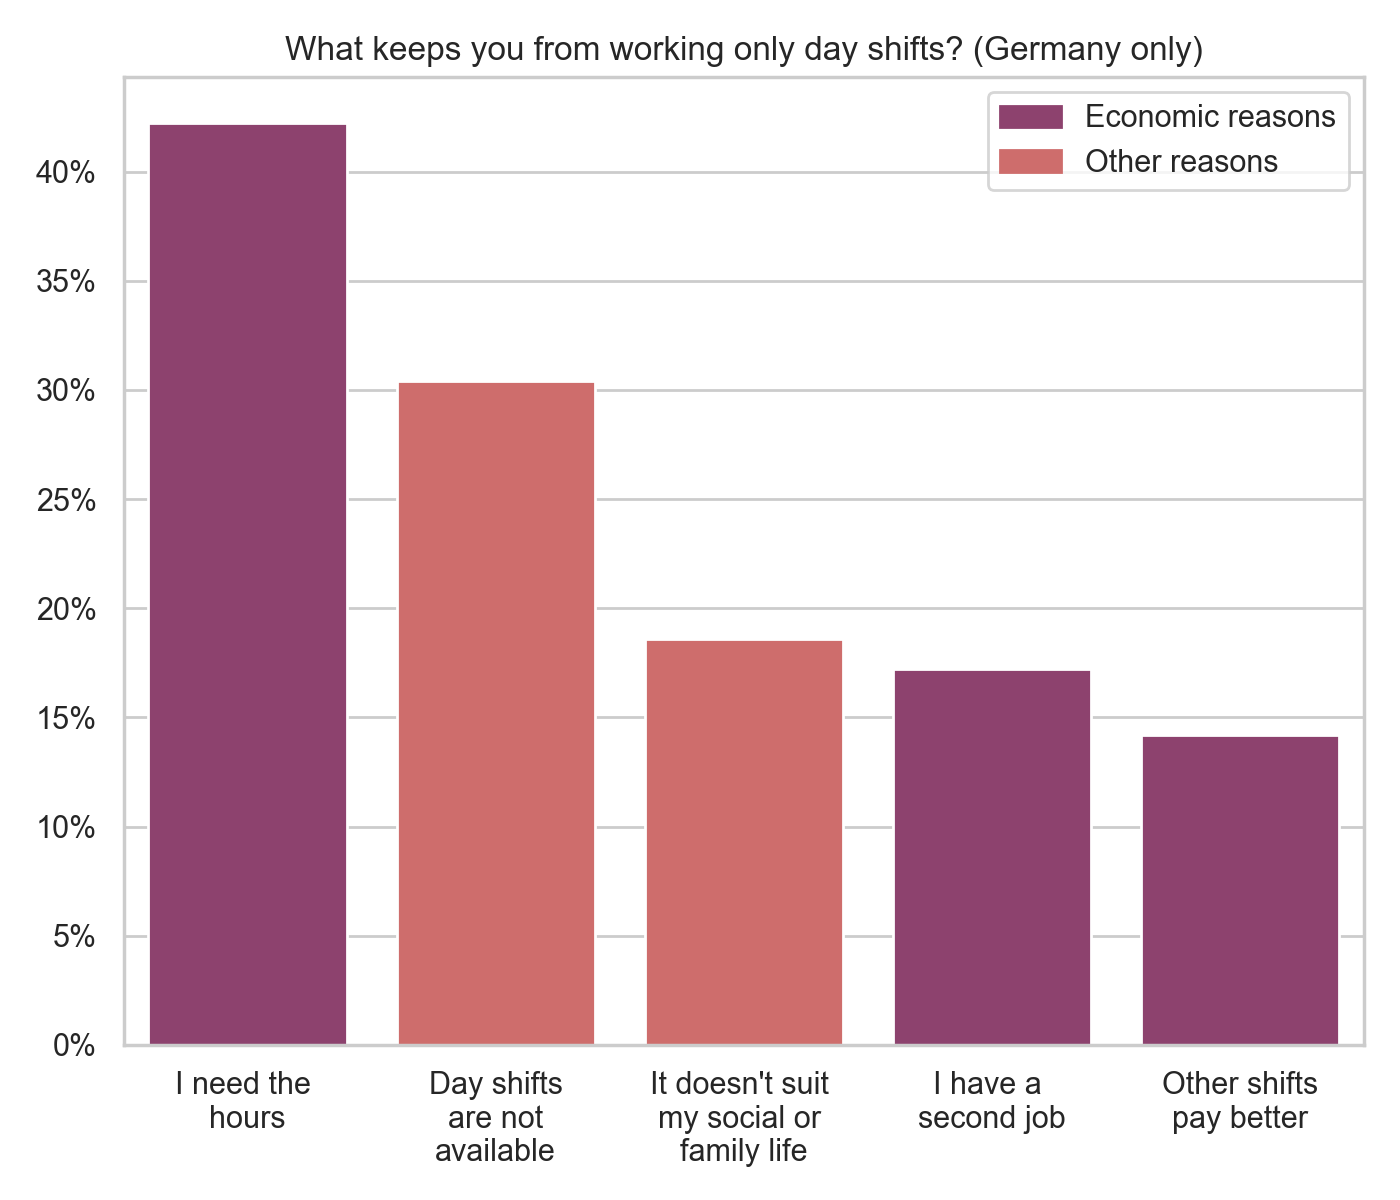 What keeps you from working only day shifts? (Germany only)
Economic reasons
Other reasons
40%
35%
30%
25%
20%
15%
10%
5%
0%
I need the
hours
Day shifts
are not
available
It doesn't suit
my social or
family life
I have a
second job
Other shifts
pay better